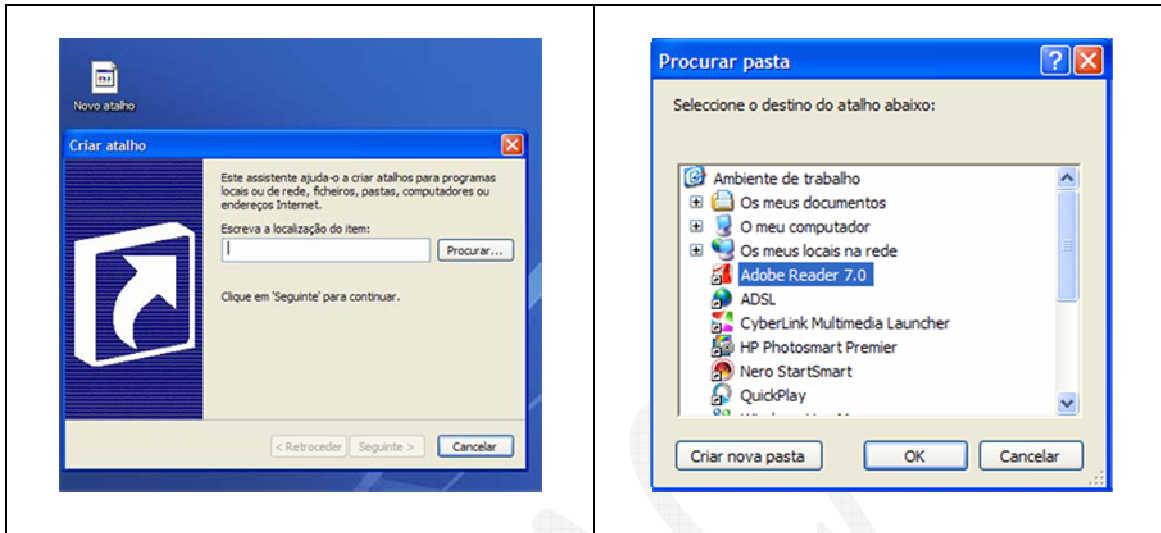 Novo atalho
Criar atalho
Este assistente ajuda-o a criar atalhos para programas
locais ou de rede, ficheiros, pastas, computadores ou
endereços Internet.
Escreva a localização do item:
Procurar...
Clique em 'Seguinte' para continuar.
< Retroceder
Seguinte >
Cancelar
Procurar pasta
Seleccione o destino do atalho abaixo:
Ambiente de trabalho
Os meus documentos
O meu computador
Os meus locais na rede
Adobe Reader 7.0
ADSL
CyberLink Multimedia Launcher
HP Photosmart Premier
Nero StartSmart
QuickPlay
Criar nova pasta
OK
Cancelar